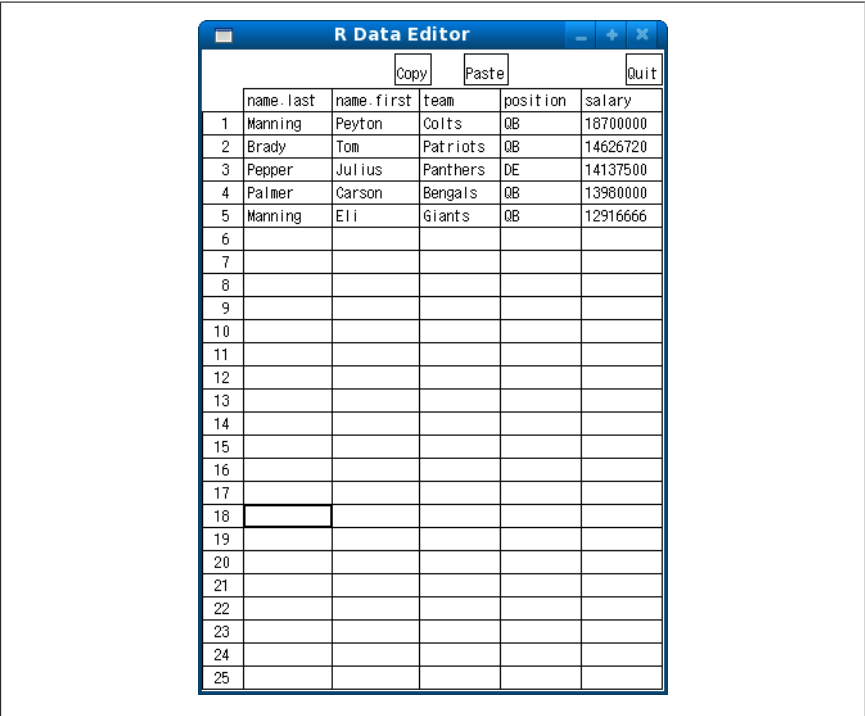 R Data Editor
Copy Paste Quit
name.last name.first team position salary
1 Manning Peyton Colts QB 18700000
2 Brady Tom Patriots QB 14626720
3 Pepper Julius Panthers DE 14137500
4 Palmer Carson Bengals QB 13980000
5 Manning Eli Giants QB 12916666
6
7
8
9
10
11
12
13
14
15
16
17
18
19
20
21
22
23
24
25